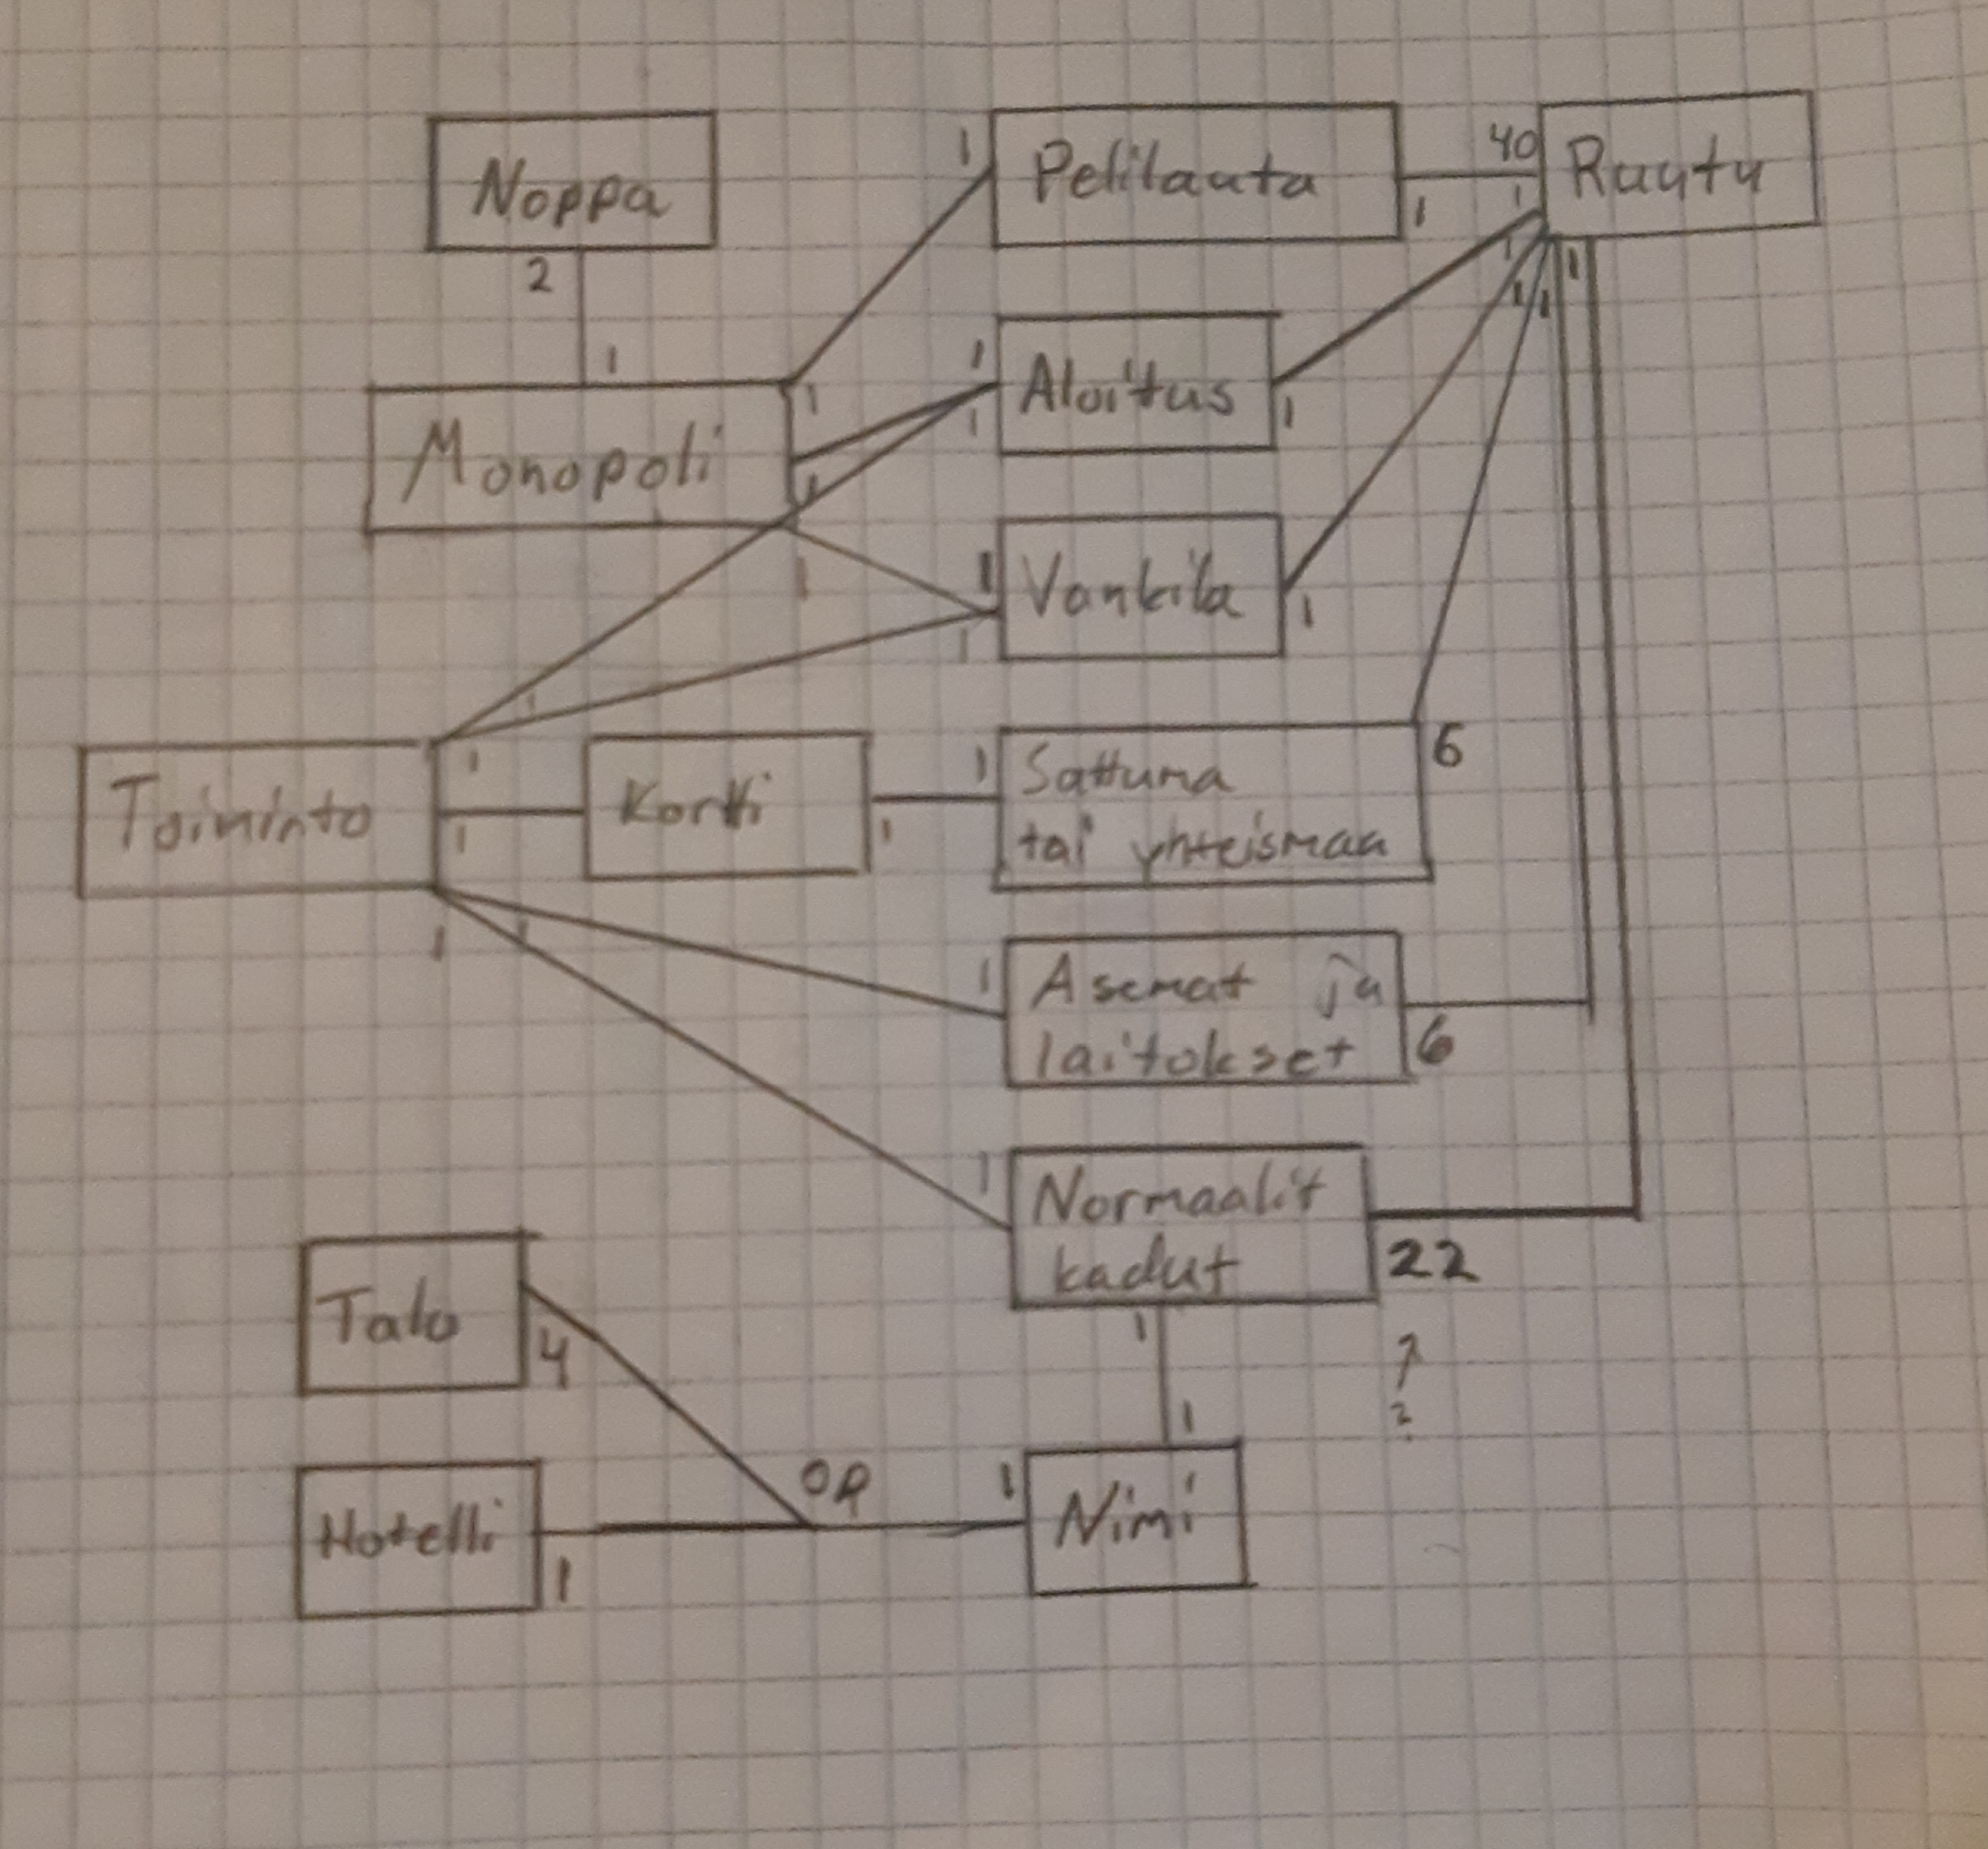 Noppa
2
1
Pelilauta
1
1
40
Ruutu
1
1
1
1
1
Monopoli
1
1
1
Aloitus
1
1
1
Vankila
1
1
1
Toiminto
1
1
1
1
1
Kortti
1
Sattuma
tai yhteismaa
1
6
Asemat ja
laitokset
1
6
Normaalit
kadut
1
22
1
?
?
Talo
4
OR
Hotelli
1
1
Nimi
1